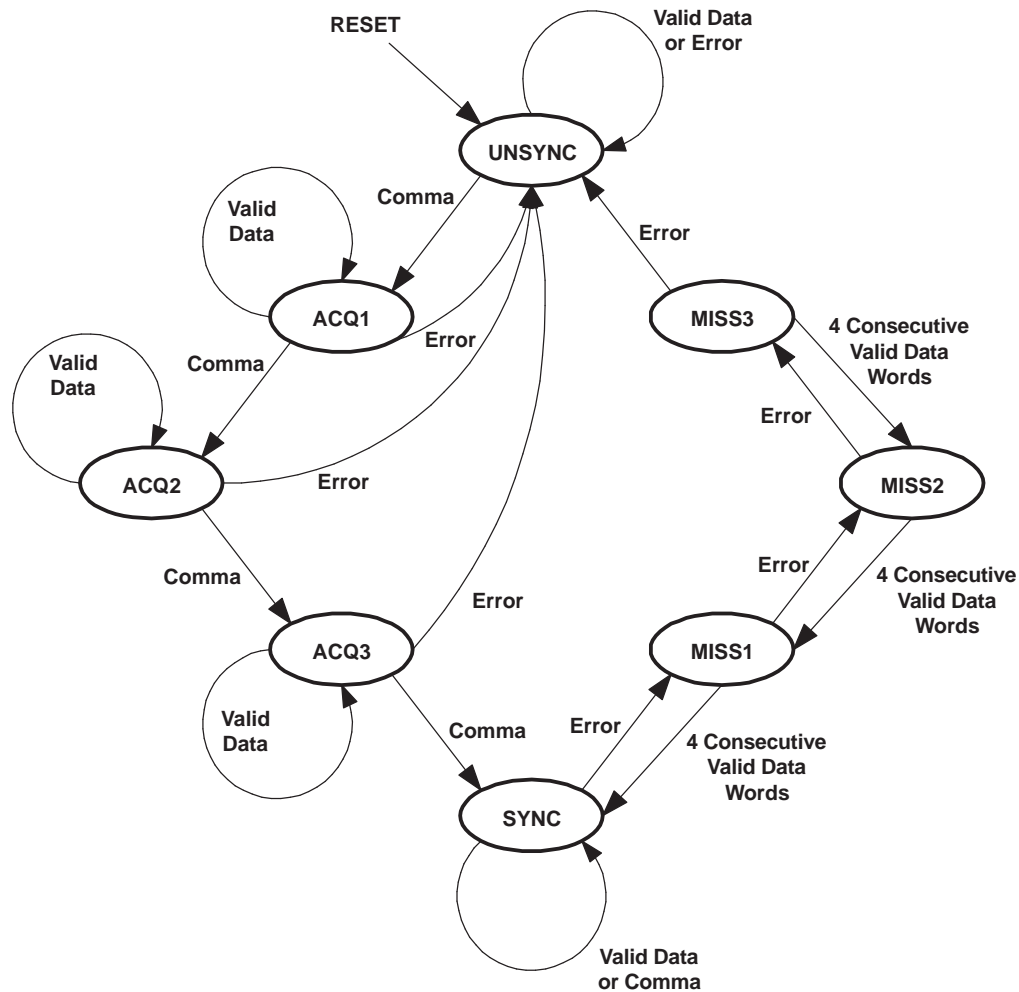 RESET
Valid Data
or Error
UNSYNC
Comma
Valid
Data
Error
ACQ1
Error
MISS3
4 Consecutive
Valid Data
Words
Comma
Valid
Data
Error
ACQ2
Error
MISS2
Comma
Error
4 Consecutive
Valid Data
Words
Error
ACQ3
MISS1
Valid
Data
Comma
Error
4 Consecutive
Valid Data
Words
SYNC
Valid Data
or Comma